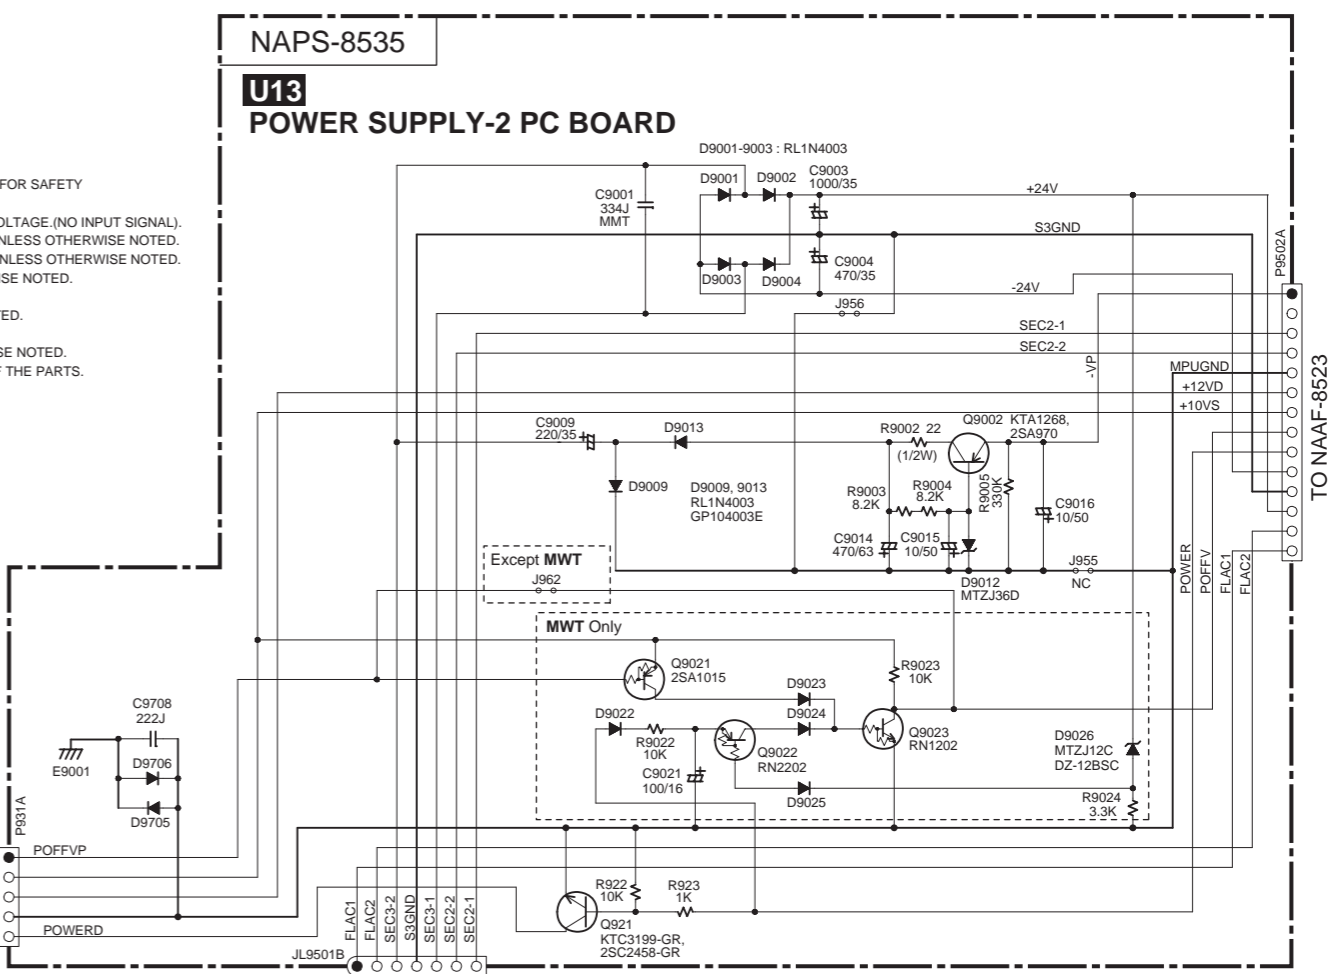 NAPS-8535
U13
POWER SUPPLY-2 PC BOARD
FOR SAFETY
OLTAGE.(NO INPUT SIGNAL).
NLESS OTHERWISE NOTED.
NLESS OTHERWISE NOTED.
ISE NOTED.
TED.
SE NOTED.
F THE PARTS.
D9001-9003 : RL1N4003
C9001
334J
MMT
D9001
D9002
C9003
1000/35
+24V
S3GND
D9003
D9004
C9004
470/35
-24V
J956
SEC2-1
SEC2-2
-VP
MPUGND
+12VD
+10VS
P9502A
TO NAAF-8523
C9009
220/35
D9013
R9002 22
(1/2W)
Q9002 KTA1268,
2SA970
D9009
D9009, 9013
RL1N4003
GP104003E
R9003
8.2K
R9004
8.2K
R9005
330K
C9016
10/50
C9014
470/63
C9015
10/50
D9012
MTZJ36D
J955
NC
POWER
POFFV
FLAC1
FLAC2
Except MWT
J962
MWT Only
Q9021
2SA1015
R9023
10K
D9023
D9022
D9024
R9022
10K
Q9022
RN2202
Q9023
RN1202
C9021
100/16
D9025
D9026
MTZJ12C
DZ-12BSC
R9024
3.3K
C9708
222J
E9001
D9706
D9705
P931A
POFFVP
POWERD
JL9501B
FLAC1
FLAC2
SEC3-2
S3GND
SEC3-1
SEC2-2
SEC2-1
R922
10K
R923
1K
Q921
KTC3199-GR,
2SC2458-GR